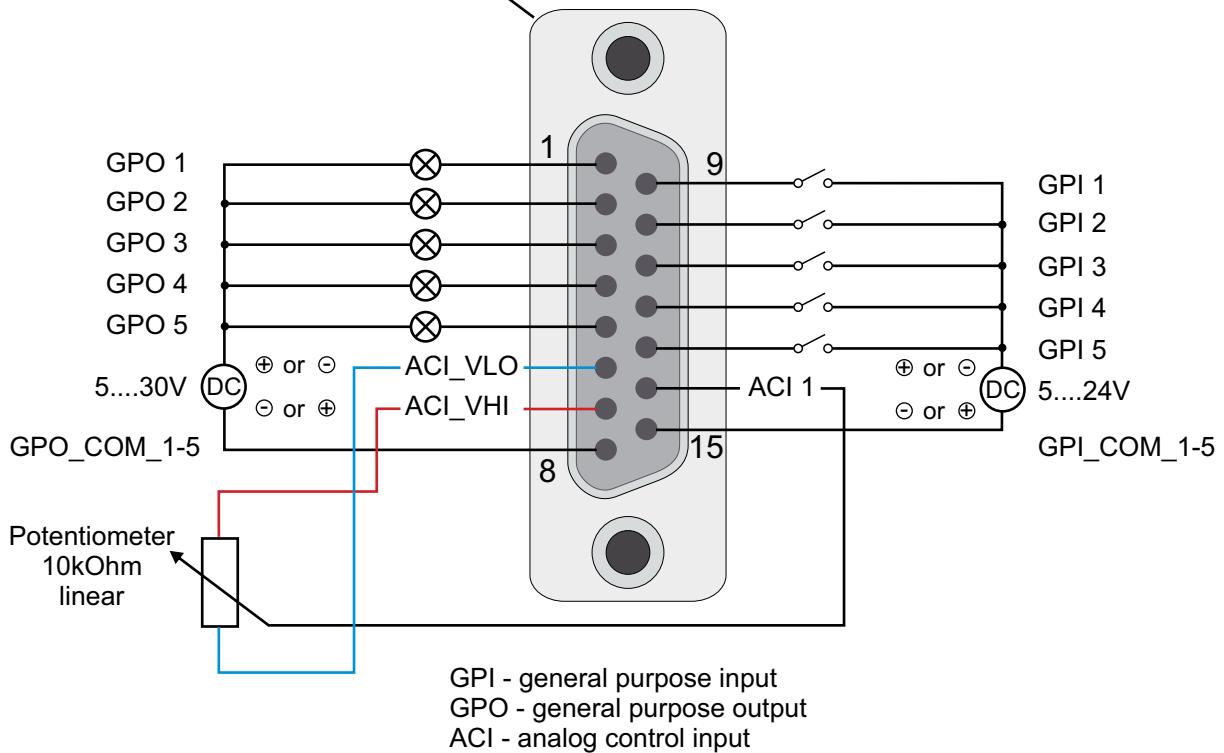 1
9
GPO 1
GPO 2
GPO 3
GPO 4
GPO 5
GPI 1
GPI 2
GPI 3
GPI 4
GPI 5
⊕ or ⊖
5....30V
DC
⊖ or ⊕
ACI_VLO
ACI_VHI
ACI 1
⊕ or ⊖
DC
5....24V
⊖ or ⊕
GPO_COM_1-5
8
15
GPI_COM_1-5
Potentiometer
10kOhm
linear
GPI - general purpose input
GPO - general purpose output
ACI - analog control input